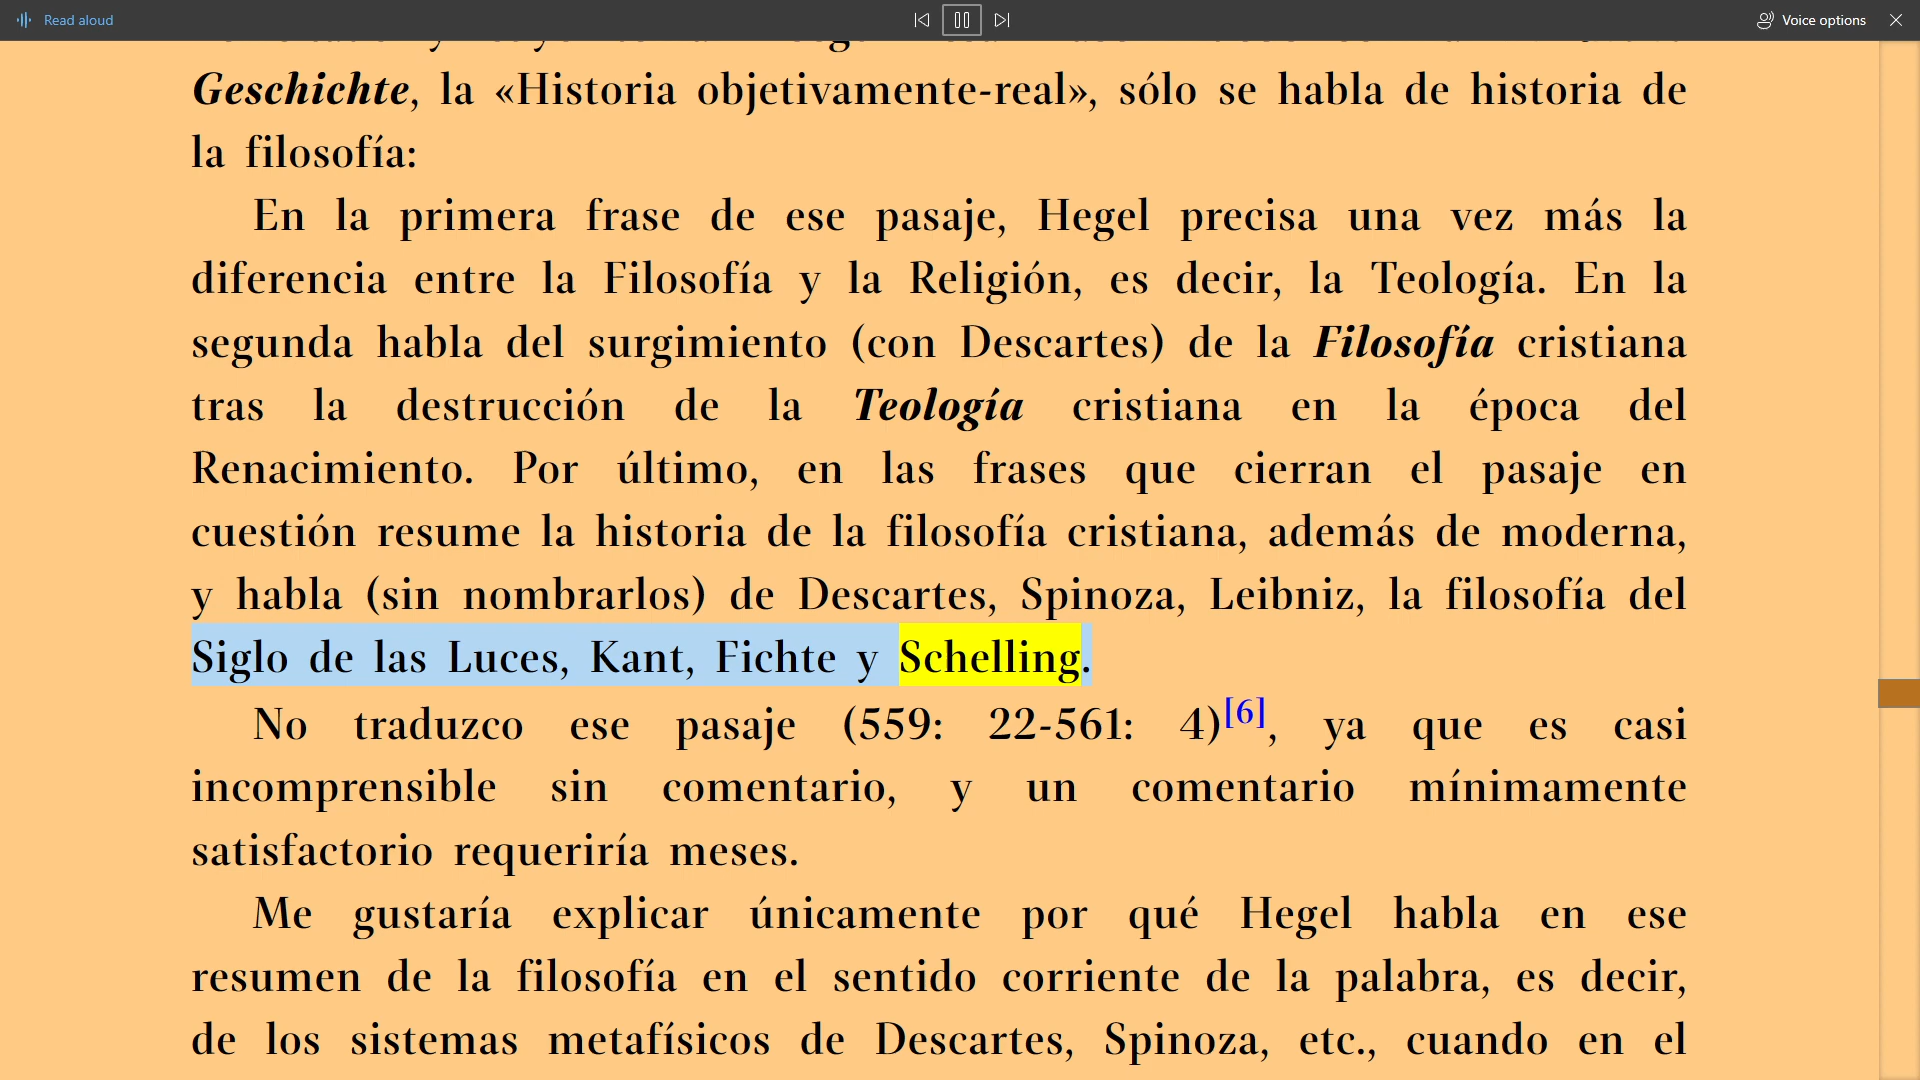 Read aloud
Voice options
Geschichte, la «Historia objetivamente-real», sólo se habla de historia de
la filosofía:
En la primera frase de ese pasaje, Hegel precisa una vez más la
diferencia entre la Filosofía y la Religión, es decir, la Teología. En la
segunda habla del surgimiento (con Descartes) de la Filosofía cristiana
tras la destrucción de la Teología cristiana en la época del
Renacimiento. Por último, en las frases que cierran el pasaje en
cuestión resume la historia de la filosofía cristiana, además de moderna,
y habla (sin nombrarlos) de Descartes, Spinoza, Leibniz, la filosofía del
Siglo de las Luces, Kant, Fichte y Schelling.
No traduzco ese pasaje (559: 22-561: 4)[6], ya que es casi
incomprensible sin comentario, y un comentario mínimamente
satisfactorio requeriría meses.
Me gustaría explicar únicamente por qué Hegel habla en ese
resumen de la filosofía en el sentido corriente de la palabra, es decir,
de los sistemas metafísicos de Descartes, Spinoza, etc., cuando en el